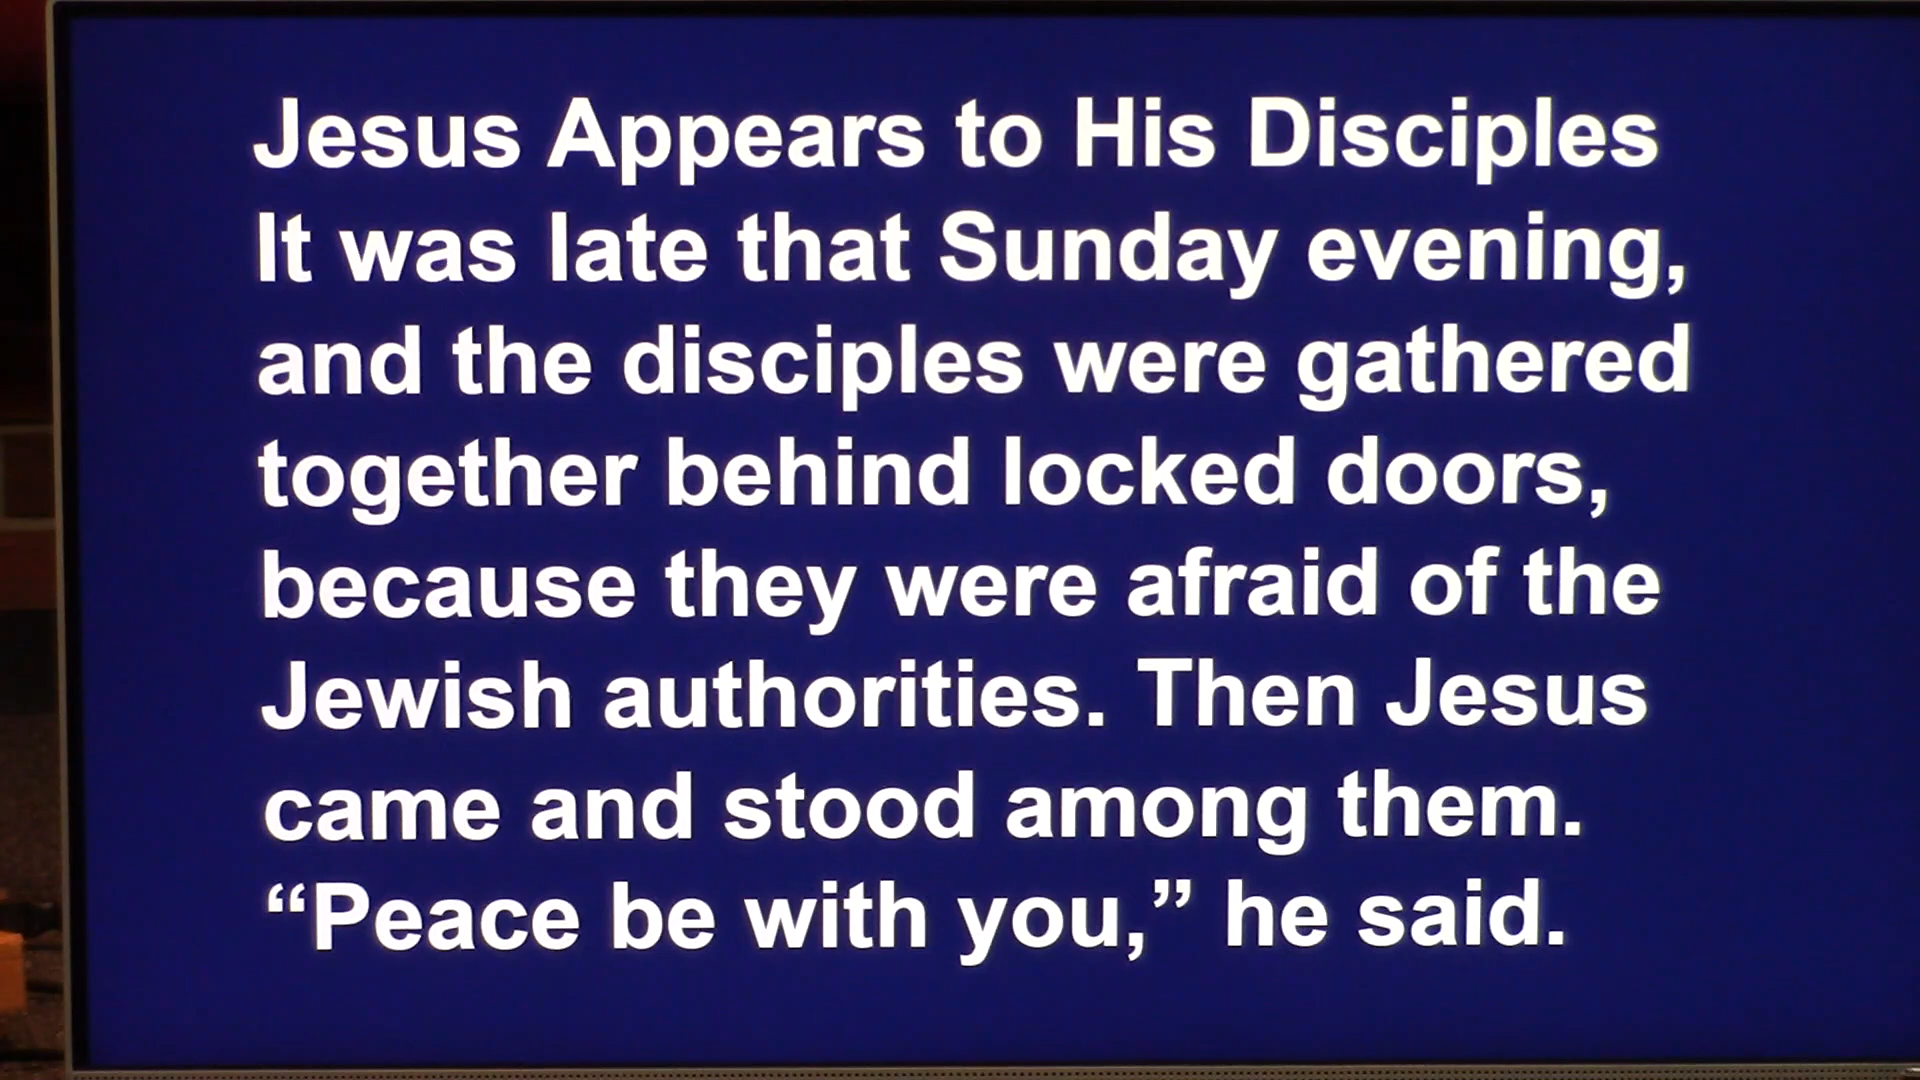 Jesus Appears to His Disciples
It was late that Sunday evening,
and the disciples were gathered
together behind locked doors,
because they were afraid of the
Jewish authorities. Then Jesus
came and stood among them.
“Peace be with you,” he said.